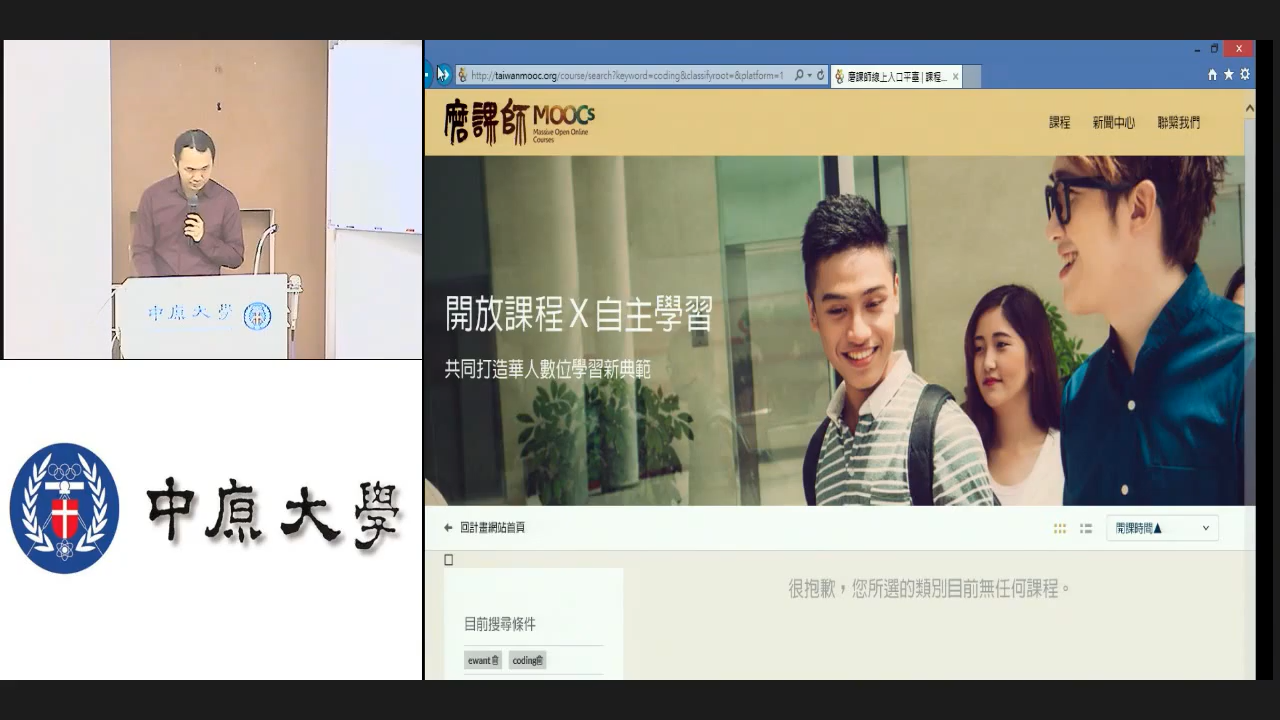 中原大學
中原大學
http://taiwanmooc.org/course/search?keyword=coding&classifyroot=&platform=1
磨課師線上入口平臺 | 課程...
磨課師 MOOCs
Massive Open Online
Courses
課程 新聞中心 聯繫我們
開放課程 X 自主學習
共同打造華人數位學習新典範
回計畫網站首頁
開課時間▲
很抱歉，您所選的類別目前無任何課程。
目前搜尋條件
ewant coding